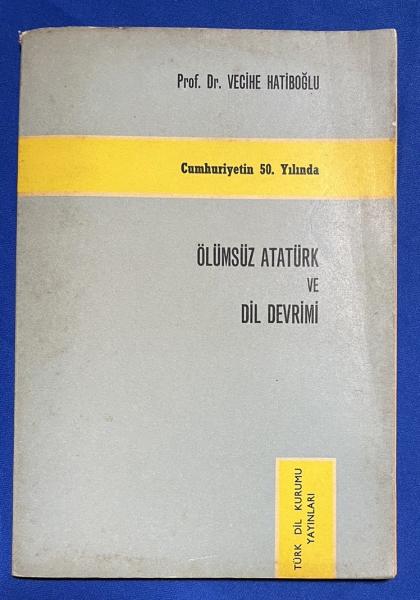 Prof. Dr. VECİHE HATİBOĞLU
Cumhuriyetin 50. Yılında
ÖLÜMSÜZ ATATÜRK
VE
DİL DEVRİMİ
TÜRK DİL KURUMU
YAYINLARI